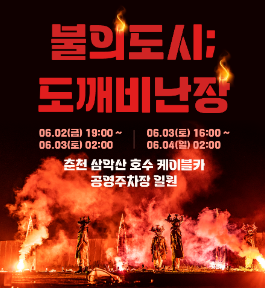 불의도시;
도깨비난장
06.02(금) 19:00 ~
06.03(토) 02:00
06.03(토) 16:00 ~
06.04(일) 02:00
춘천 삼악산 호수 케이블카
공영주차장 일원